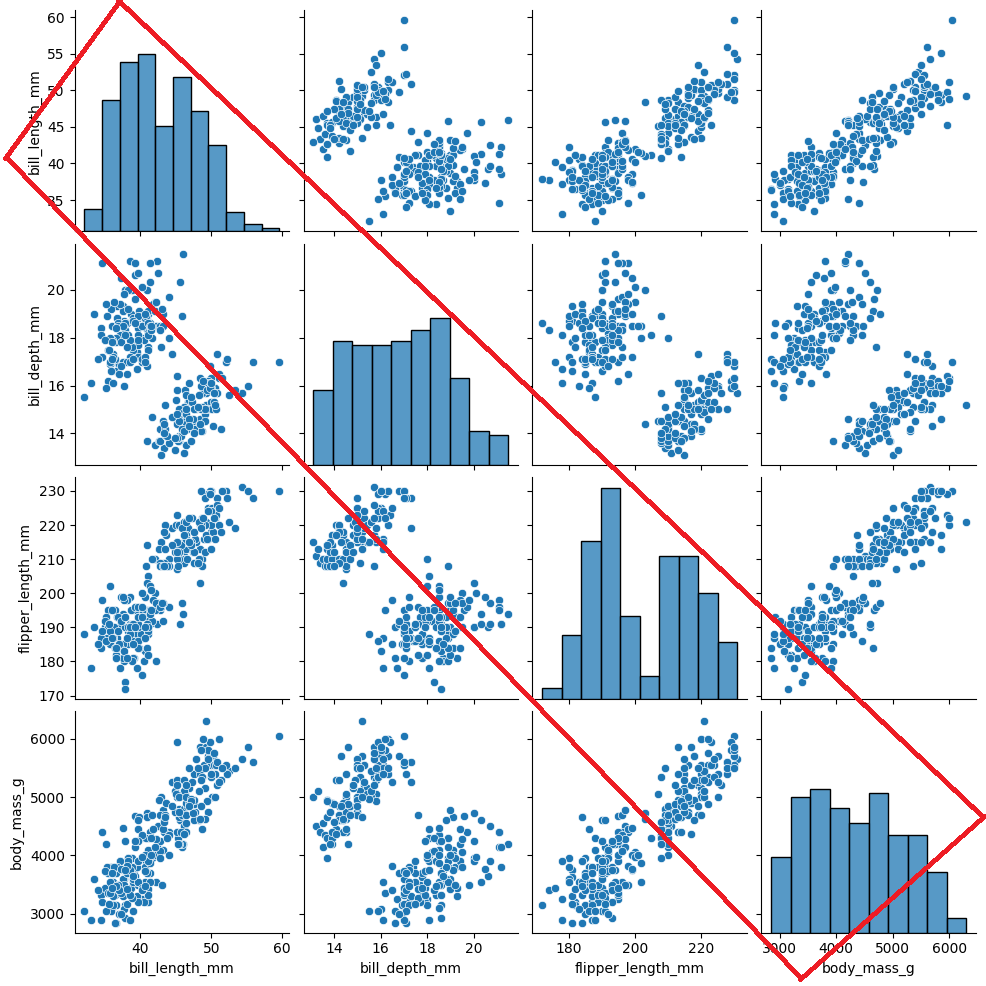 60
55
50
45
40
35
bill_length_mm
20
18
16
14
bill_depth_mm
230
220
210
200
190
180
170
flipper_length_mm
6000
5000
4000
3000
body_mass_g
40 50 60
14 16 18 20
180 200 220
3000 4000 5000 6000
bill_length_mm bill_depth_mm flipper_length_mm body_mass_g